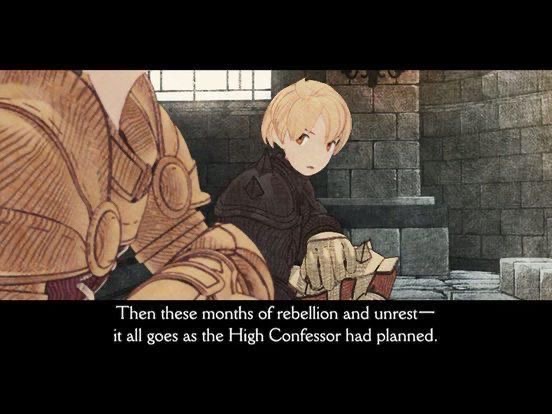 Then these months of rebellion and unrest—
it all goes as the High Confessor had planned.